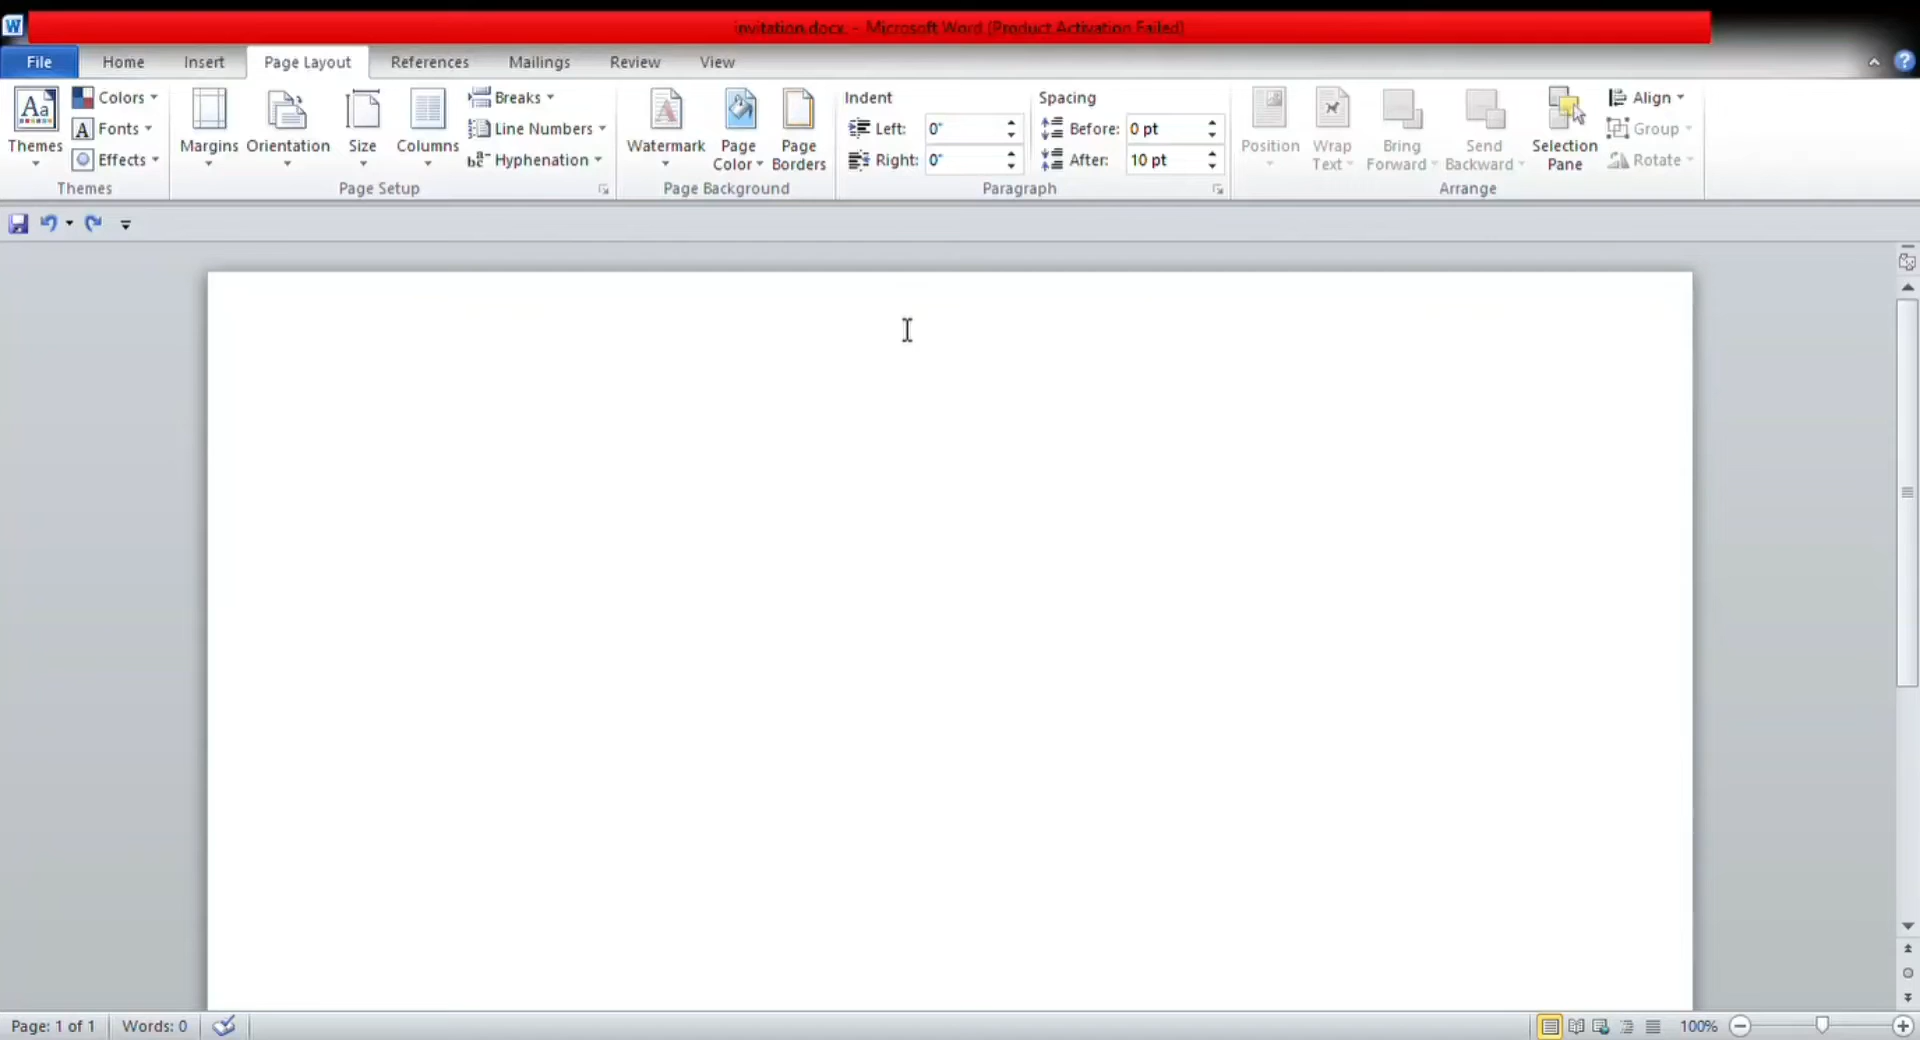 invitation.docx. - Microsoft Word (Product Activation Failed)
File Home Insert Page Layout References Mailings Review View
Themes
Colors
Fonts
Effects
Themes
Margins
Orientation
Size
Columns
Breaks
Line Numbers
Hyphenation
Page Setup
Watermark
Page Color
Page Borders
Page Background
Indent
Left: 0"
Right: 0"
Spacing
Before: 0 pt
After: 10 pt
Paragraph
Position
Wrap Text
Bring Forward
Send Backward
Selection Pane
Align
Group
Rotate
Arrange
Page: 1 of 1 Words: 0 100%